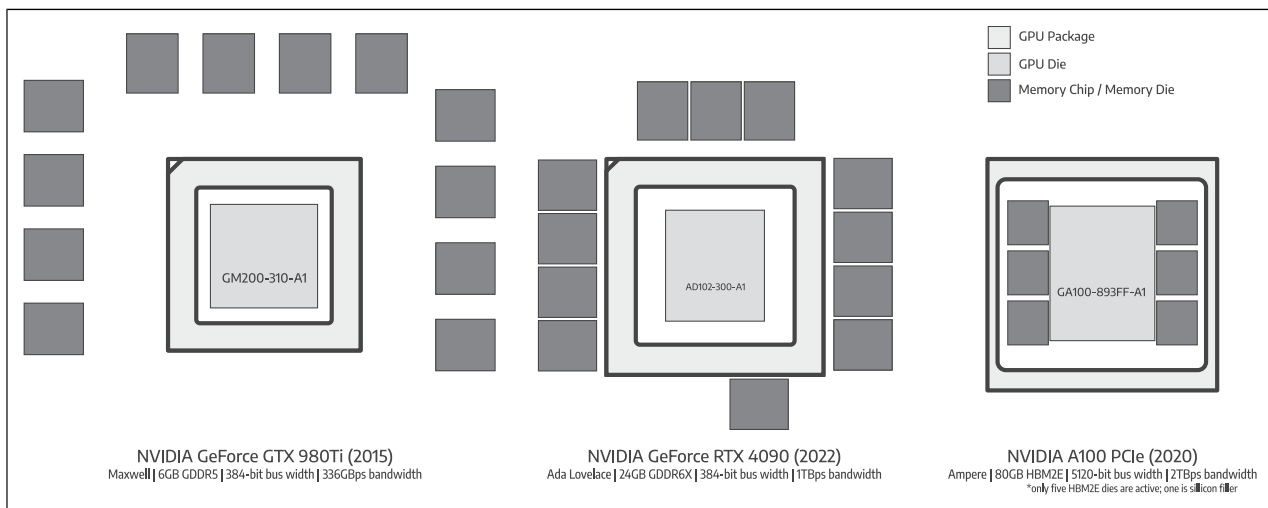 GPU Package
GPU Die
Memory Chip / Memory Die
GM200-310-A1
AD102-300-A1
GA100-893FF-A1
NVIDIA GeForce GTX 980Ti (2015)
Maxwell | 6GB GDDR5 | 384-bit bus width | 336GBps bandwidth
NVIDIA GeForce RTX 4090 (2022)
Ada Lovelace | 24GB GDDR6X | 384-bit bus width | 1TBps bandwidth
NVIDIA A100 PCIe (2020)
Ampere | 80GB HBM2E | 5120-bit bus width | 2TBps bandwidth
*only five HBM2E dies are active; one is silicon filler